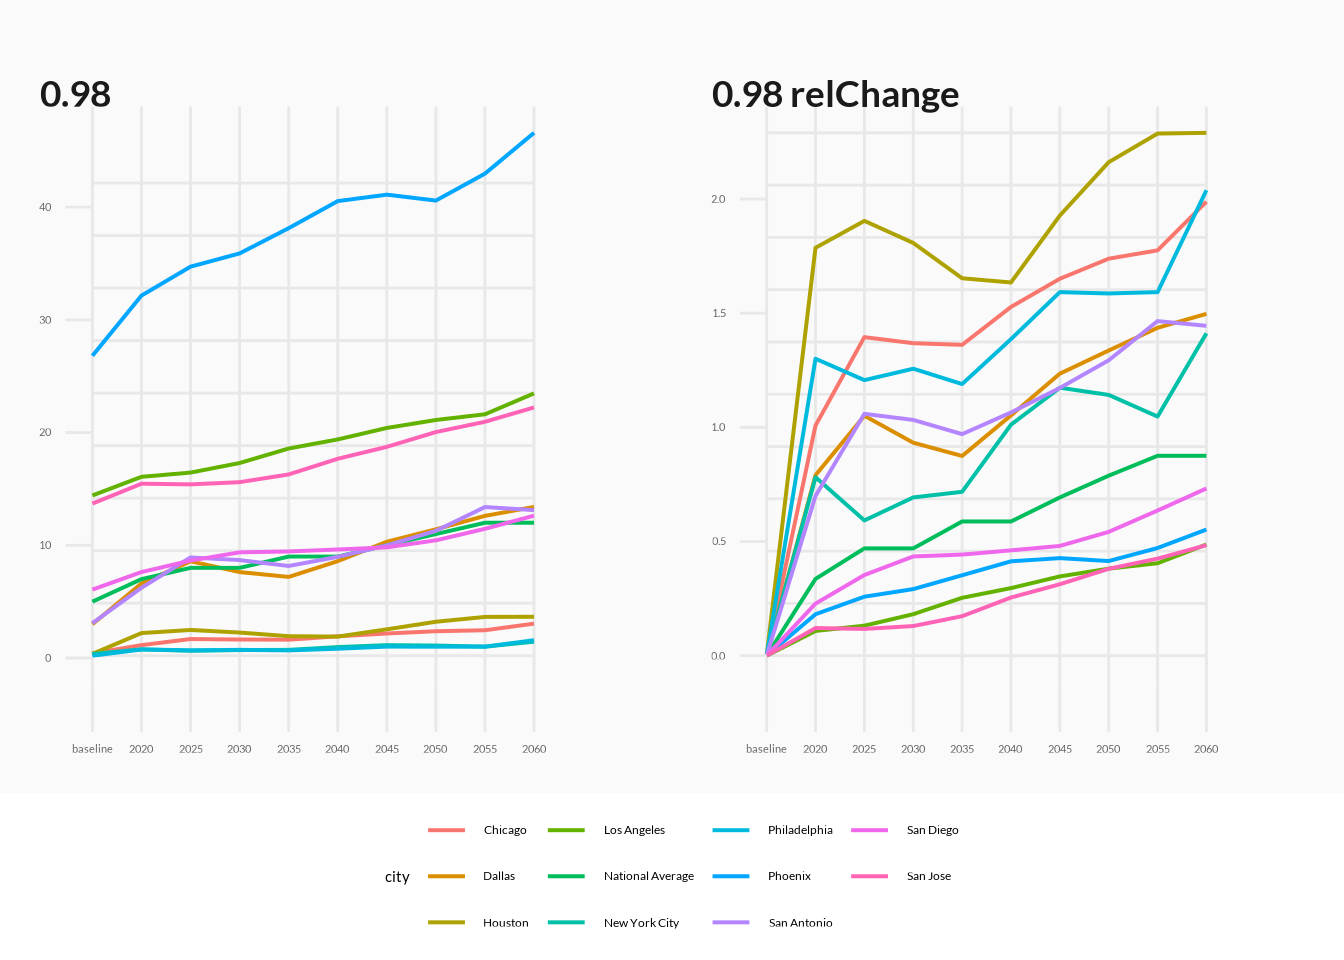 0.98
0.98 relChange
40
30
20
10
0
baseline 2020 2025 2030 2035 2040 2045 2050 2055 2060
2.0
1.5
1.0
0.5
0.0
baseline 2020 2025 2030 2035 2040 2045 2050 2055 2060
city
Chicago Los Angeles Philadelphia San Diego
Dallas National Average Phoenix San Jose
Houston New York City San Antonio